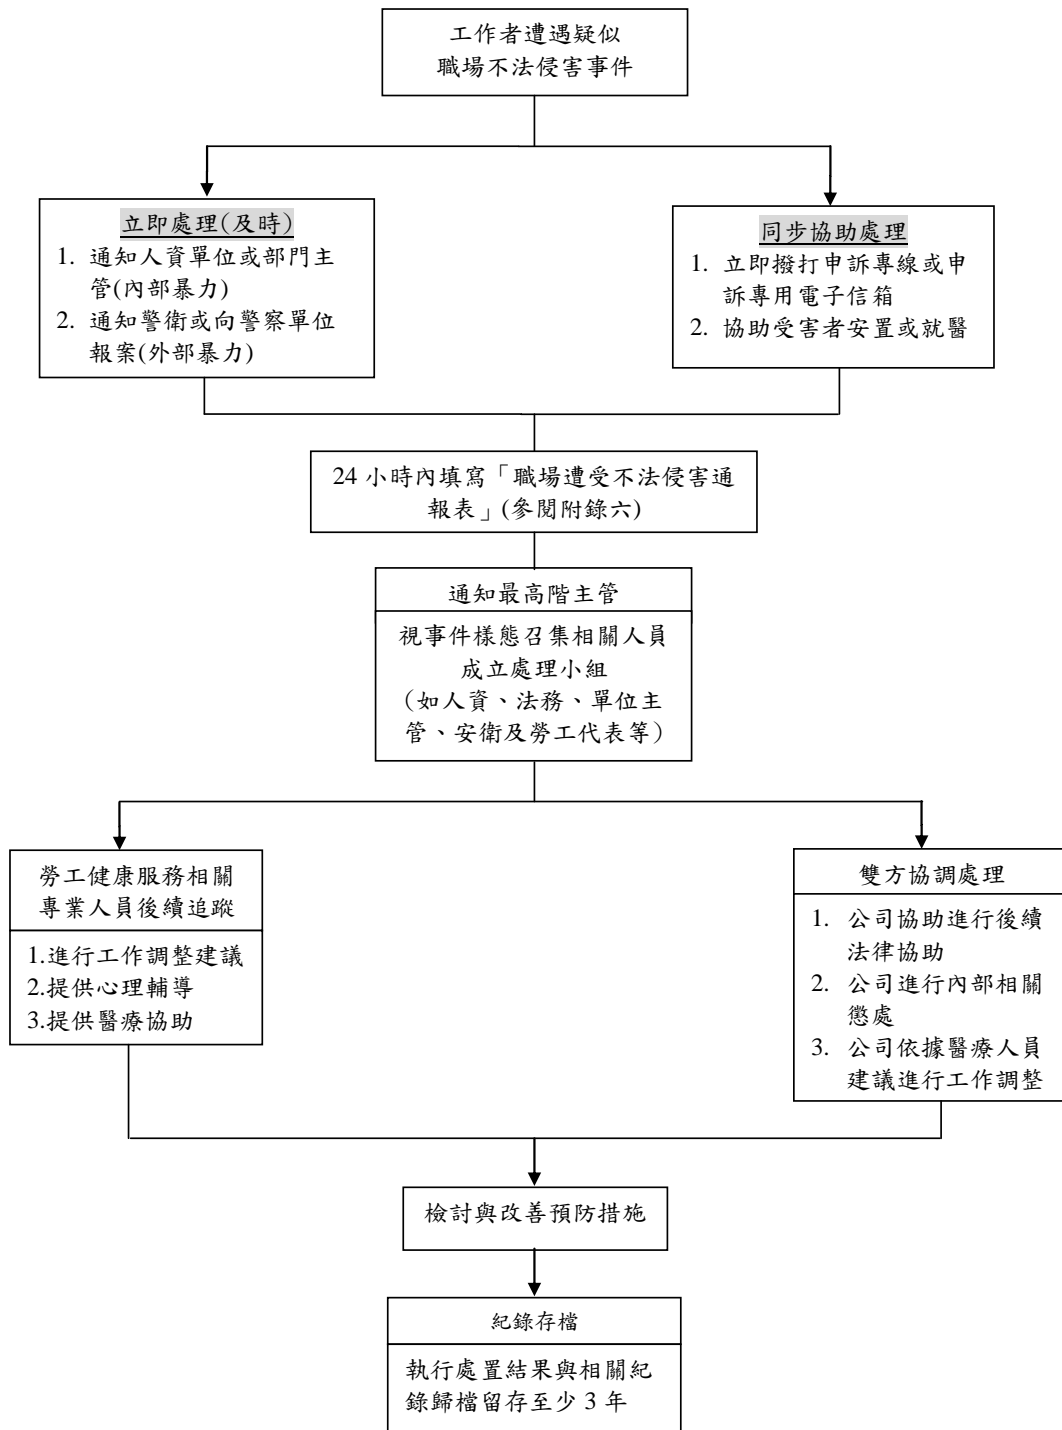 工作者遭遇疑似
職場不法侵害事件
立即處理(及時)
1. 通知人資單位或部門主
管(內部暴力)
2. 通知警衛或向警察單位
報案(外部暴力)
同步協助處理
1. 立即撥打申訴專線或申
訴專用電子信箱
2. 協助受害者安置或就醫
24 小時內填寫「職場遭受不法侵害通
報表」(參閱附錄六)
通知最高階主管
視事件樣態召集相關人員
成立處理小組
(如人資、法務、單位主
管、安衛及勞工代表等)
勞工健康服務相關
專業人員後續追蹤
1.進行工作調整建議
2.提供心理輔導
3.提供醫療協助
雙方協調處理
1. 公司協助進行後續
法律協助
2. 公司進行內部相關
懲處
3. 公司依據醫療人員
建議進行工作調整
檢討與改善預防措施
紀錄存檔
執行處置結果與相關紀
錄歸檔留存至少 3 年